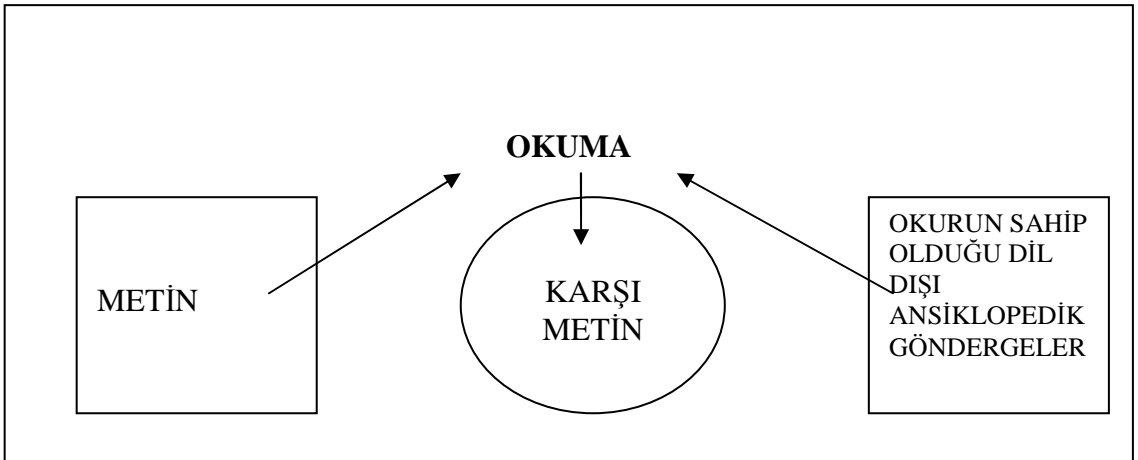 OKUMA
METİN
KARŞI
METİN
OKURUN SAHİP
OLDUĞU DİL
DIŞI
ANSİKLOPEDİK
GÖNDERGELER